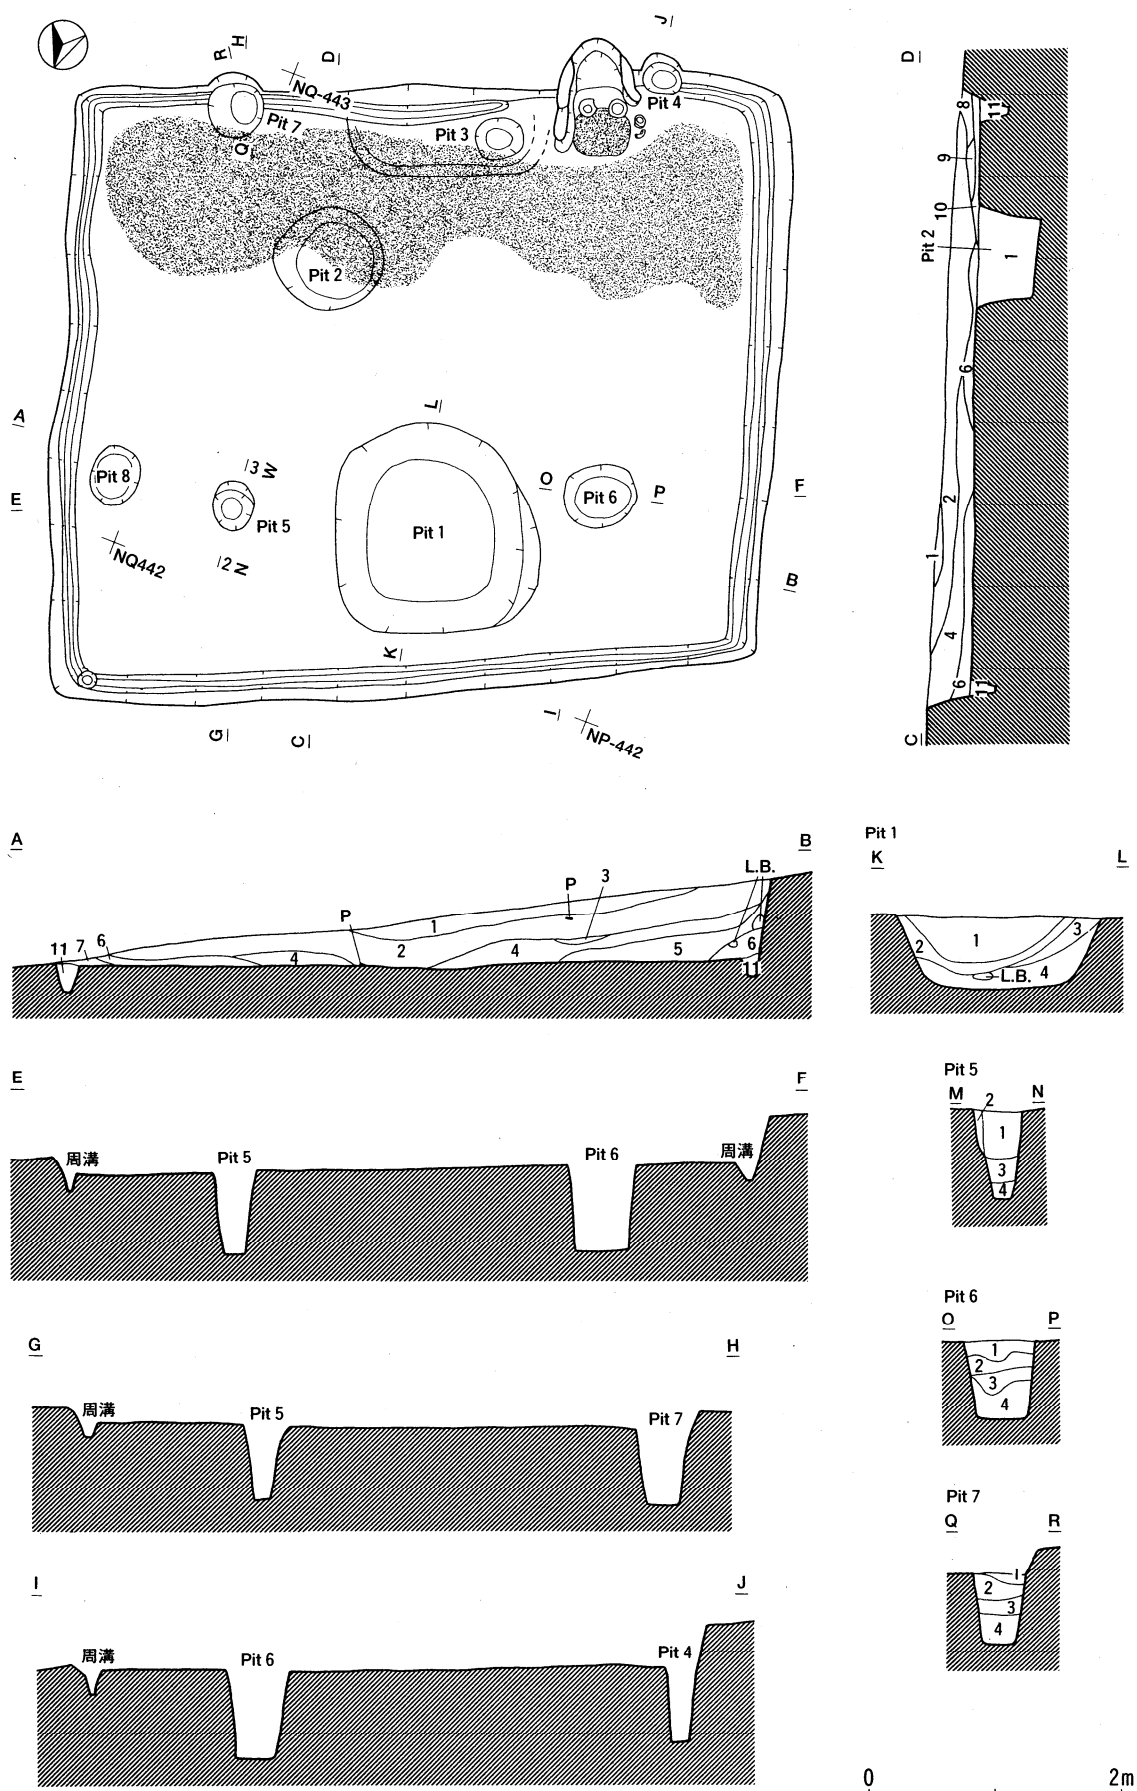 R H D J
NQ-443
Pit 7
Q
Pit 3
Pit 4
Pit 2
A
L
3
W
Pit 8
O
Pit 6
P
E
F
Pit 5
Pit 1
NQ442
2 N
B
K
G C I
NP-442
D
8 11
9
10
Pit 2
1
6
2
1
4
6 11
C
A
B
L.B.
P 3
P
1
11 7 6
4 2 4 5 6
11
Pit 1
K L
1 3
2
L.B. 4
E F
周溝 Pit 5 Pit 6 周溝
Pit 5
M 2 N
1
3
4
Pit 6
O P
1
2
3
4
G H
周溝 Pit 5 Pit 7
Pit 7
Q R
1
2
3
4
I J
周溝 Pit 6 Pit 4
0 2m